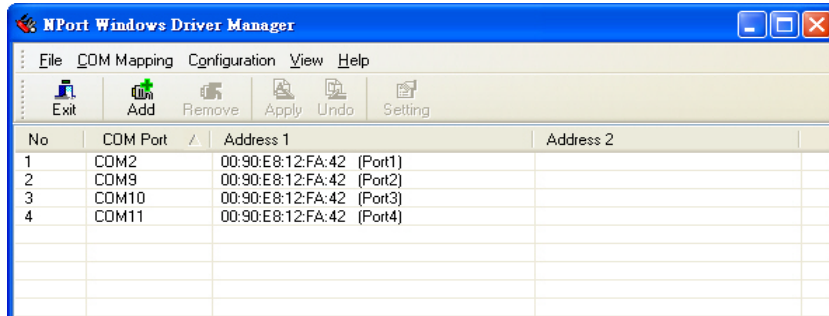 NPort Windows Driver Manager
File COM Mapping Configuration View Help
Exit Add Remove Apply Undo Setting
No COM Port Address 1 Address 2
1 COM2 00:90:E8:12:FA:42 (Port1)
2 COM9 00:90:E8:12:FA:42 (Port2)
3 COM10 00:90:E8:12:FA:42 (Port3)
4 COM11 00:90:E8:12:FA:42 (Port4)